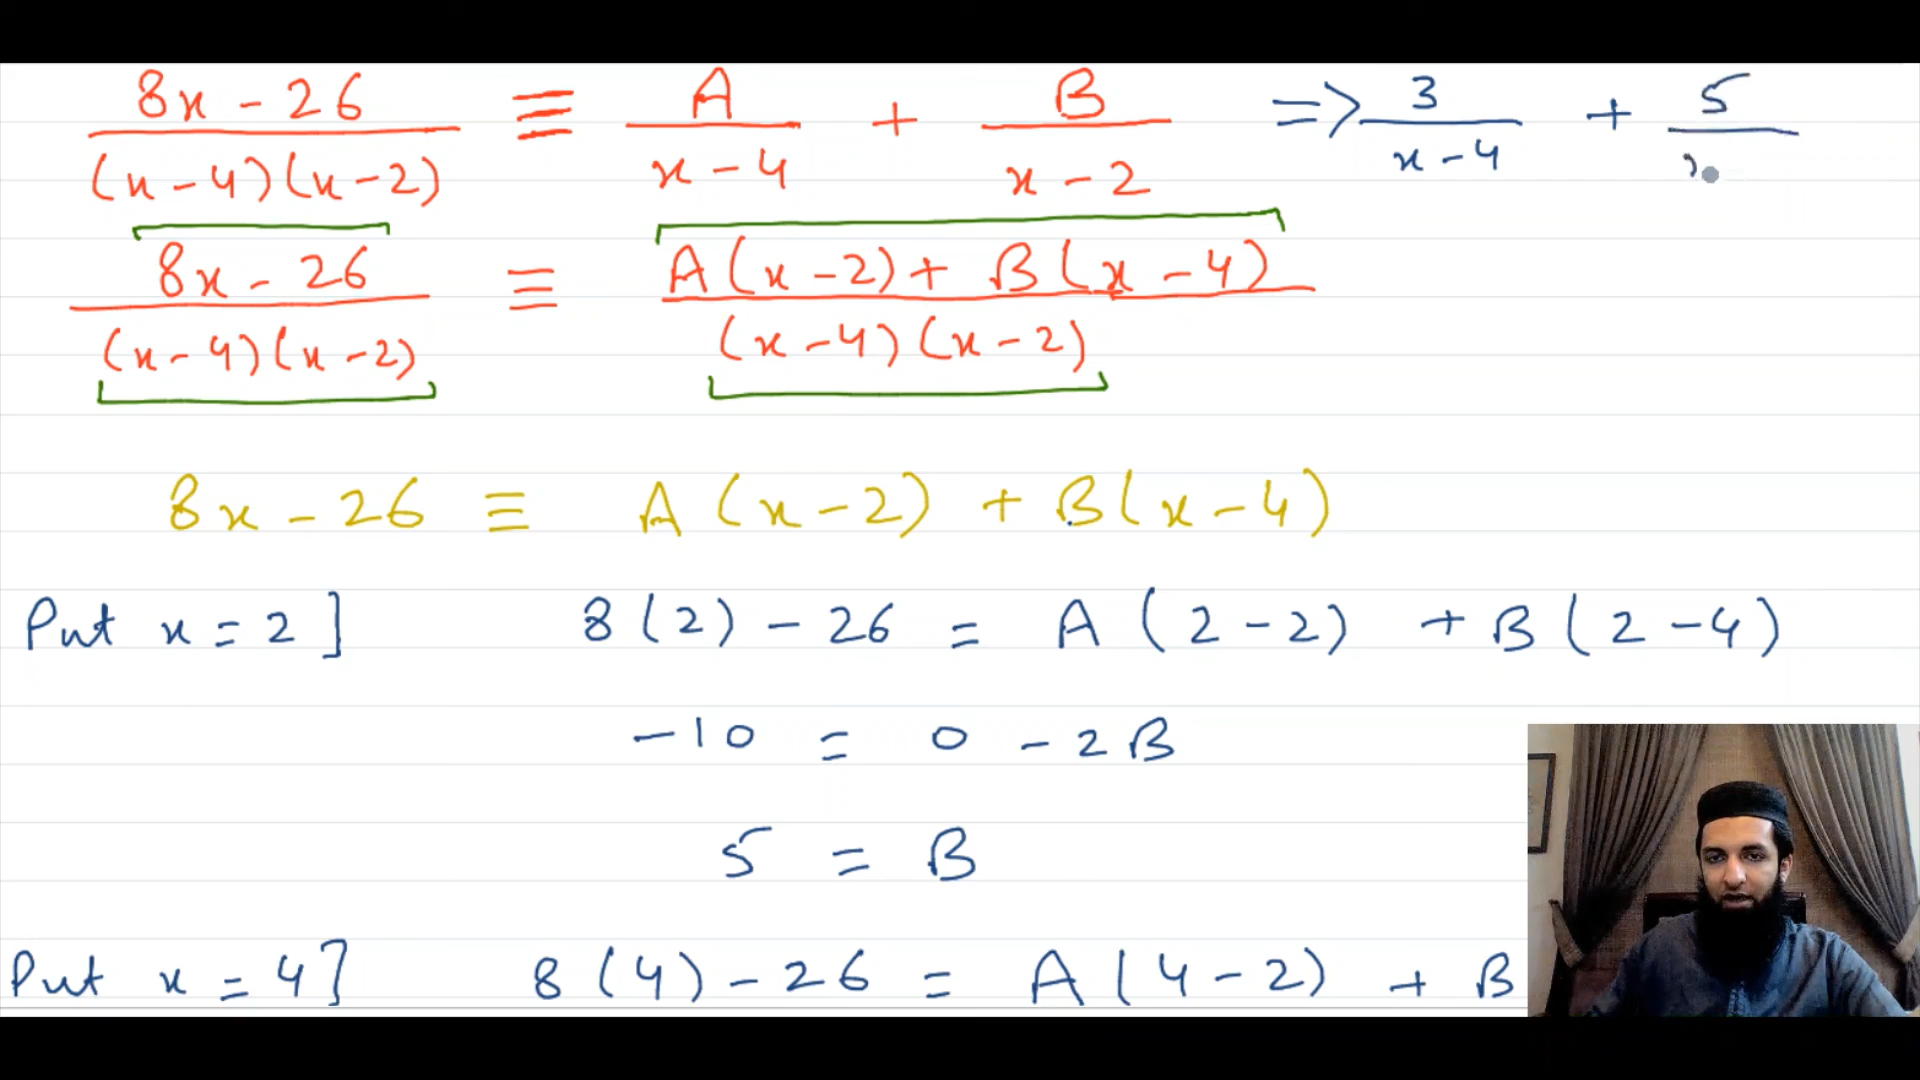 8x - 26 / (x - 4)(x - 2) ≡ A / x - 4 + B / x - 2 => 3 / x - 4 + 5 /
8x - 26 / (x - 4)(x - 2) ≡ A(x - 2) + B(x - 4) / (x - 4)(x - 2)
8x - 26 ≡ A(x - 2) + B(x - 4)
Put x = 2] 8(2) - 26 = A(2 - 2) + B(2 - 4)
-10 = 0 - 2B
5 = B
Put x = 4] 8(4) - 26 = A(4 - 2) + B